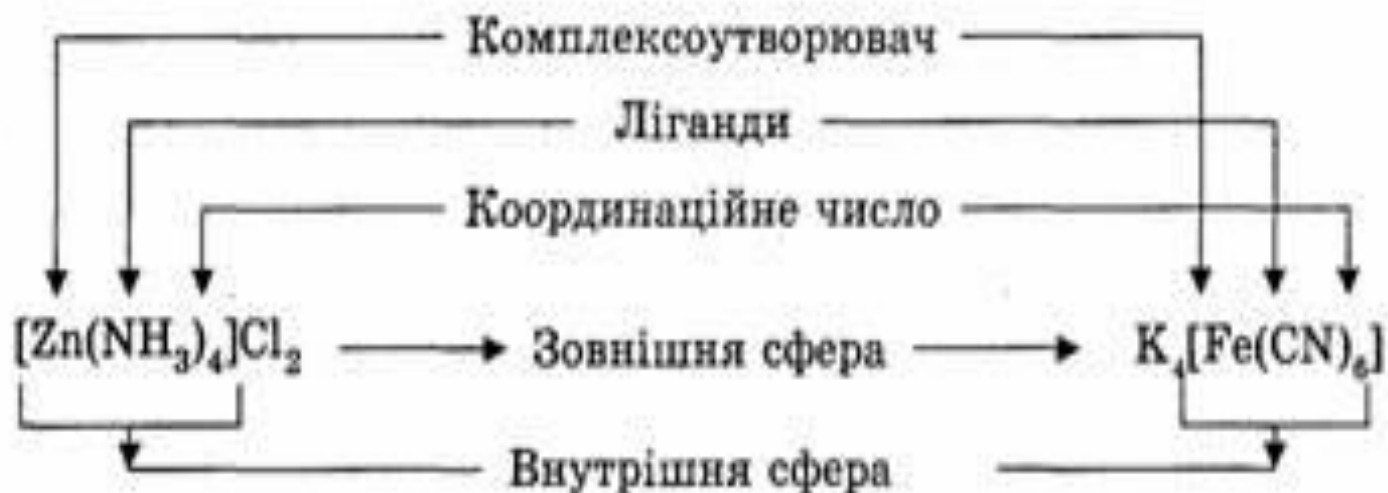 Комплексоутворювач
Ліганди
Координаційне число
[Zn(NH₃)₄]Cl₂ Зовнішня сфера K₄[Fe(CN)₆]
Внутрішня сфера